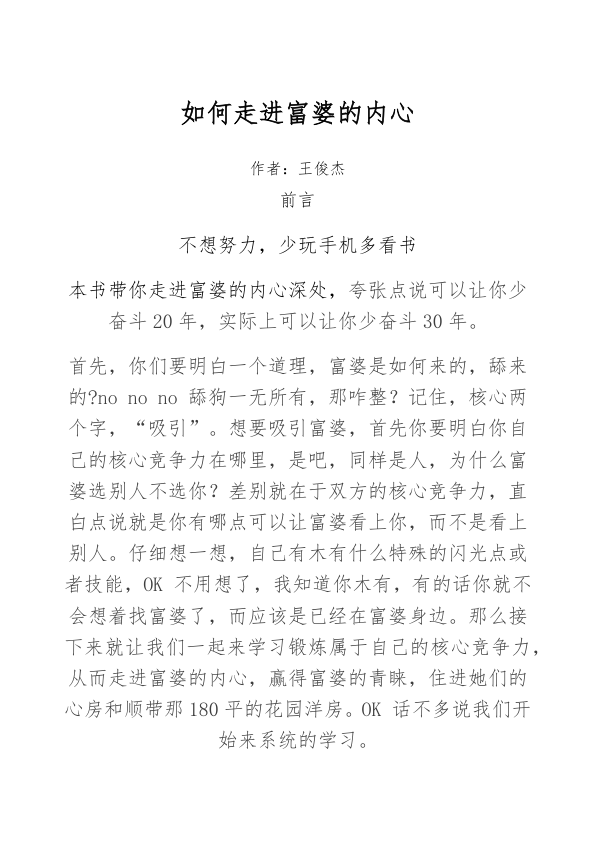 如何走进富婆的内心
作者：王俊杰
前言
不想努力，少玩手机多看书
本书带你走进富婆的内心深处，夸张点说可以让你少
奋斗 20 年，实际上可以让你少奋斗 30 年。
首先，你们要明白一个道理，富婆是如何来的，舔来
的?no no no 舔狗一无所有，那咋整？记住，核心两
个字，“吸引”。想要吸引富婆，首先你要明白你自
己的核心竞争力在哪里，是吧，同样是人，为什么富
婆选别人不选你？差别就在于双方的核心竞争力，直
白点说就是你有哪点可以让富婆看上你，而不是看上
别人。仔细想一想，自己有木有什么特殊的闪光点或
者技能，OK 不用想了，我知道你木有，有的话你就不
会想着找富婆了，而应该是已经在富婆身边。那么接
下来就让我们一起来学习锻炼属于自己的核心竞争力，
从而走进富婆的内心，赢得富婆的青睐，住进她们的
心房和顺带那 180 平的花园洋房。OK 话不多说我们开
始来系统的学习。